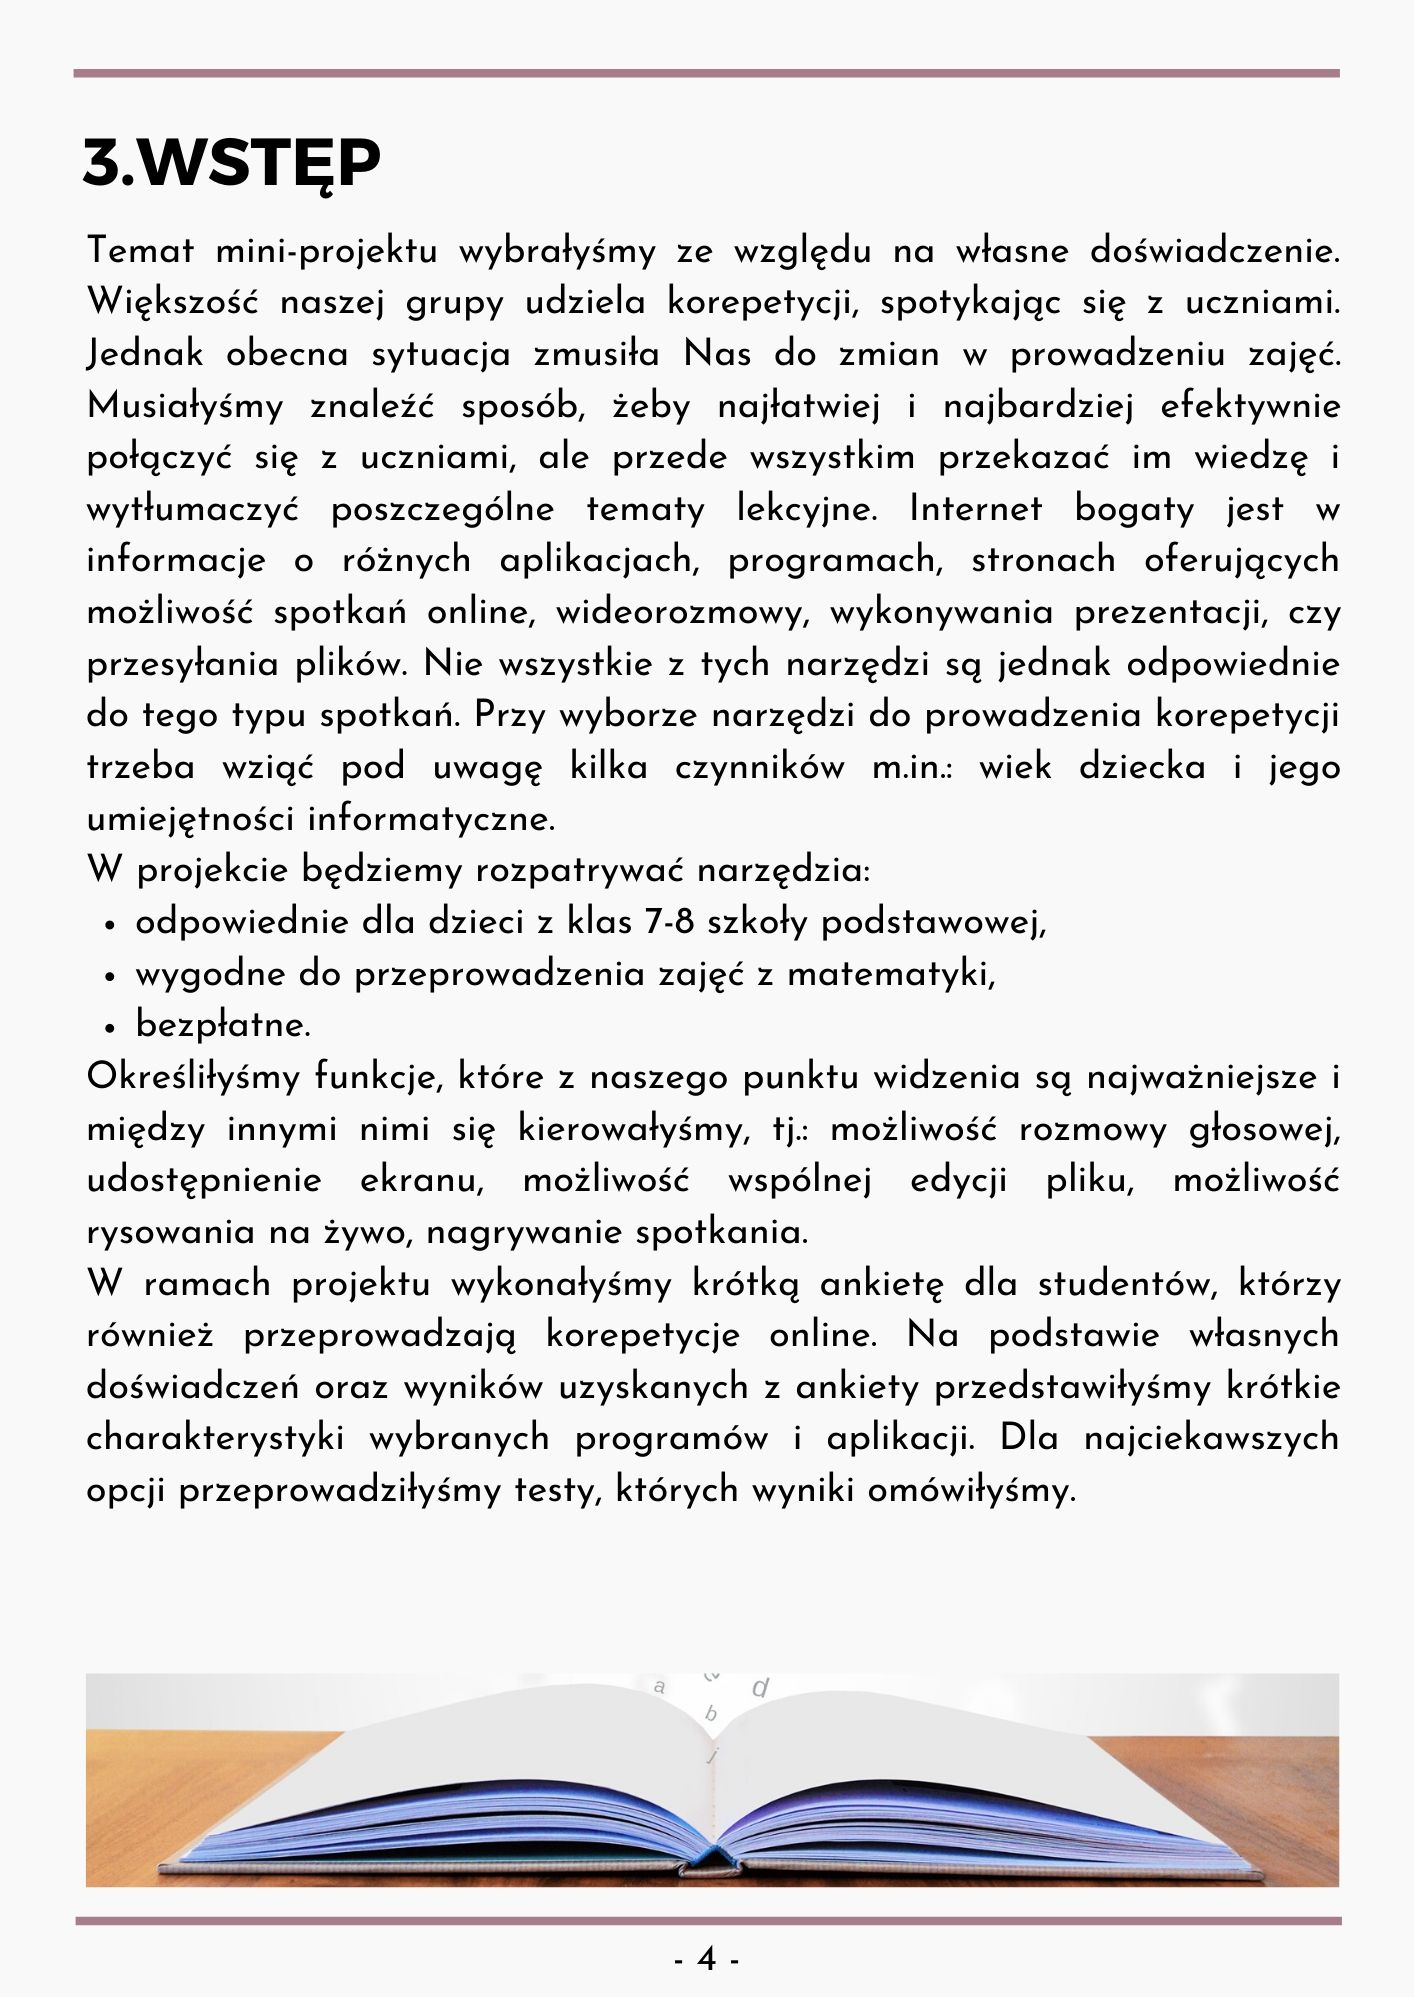 3.WSTĘP
Temat mini-projektu wybrałyśmy ze względu na własne doświadczenie.
Większość naszej grupy udziela korepetycji, spotykając się z uczniami.
Jednak obecna sytuacja zmusiła Nas do zmian w prowadzeniu zajęć.
Musiałyśmy znaleźć sposób, żeby najłatwiej i najbardziej efektywnie
połączyć się z uczniami, ale przede wszystkim przekazać im wiedzę i
wytłumaczyć poszczególne tematy lekcyjne. Internet bogaty jest w
informacje o różnych aplikacjach, programach, stronach oferujących
możliwość spotkań online, wideorozmowy, wykonywania prezentacji, czy
przesyłania plików. Nie wszystkie z tych narzędzi są jednak odpowiednie
do tego typu spotkań. Przy wyborze narzędzi do prowadzenia korepetycji
trzeba wziąć pod uwagę kilka czynników m.in.: wiek dziecka i jego
umiejętności informatyczne.
W projekcie będziemy rozpatrywać narzędzia:
• odpowiednie dla dzieci z klas 7-8 szkoły podstawowej,
• wygodne do przeprowadzenia zajęć z matematyki,
• bezpłatne.
Określiłyśmy funkcje, które z naszego punktu widzenia są najważniejsze i
między innymi nimi się kierowałyśmy, tj.: możliwość rozmowy głosowej,
udostępnienie ekranu, możliwość wspólnej edycji pliku, możliwość
rysowania na żywo, nagrywanie spotkania.
W ramach projektu wykonałyśmy krótką ankietę dla studentów, którzy
również przeprowadzają korepetycje online. Na podstawie własnych
doświadczeń oraz wyników uzyskanych z ankiety przedstawiłyśmy krótkie
charakterystyki wybranych programów i aplikacji. Dla najciekawszych
opcji przeprowadziłyśmy testy, których wyniki omówiłyśmy.
a d
b
j
- 4 -